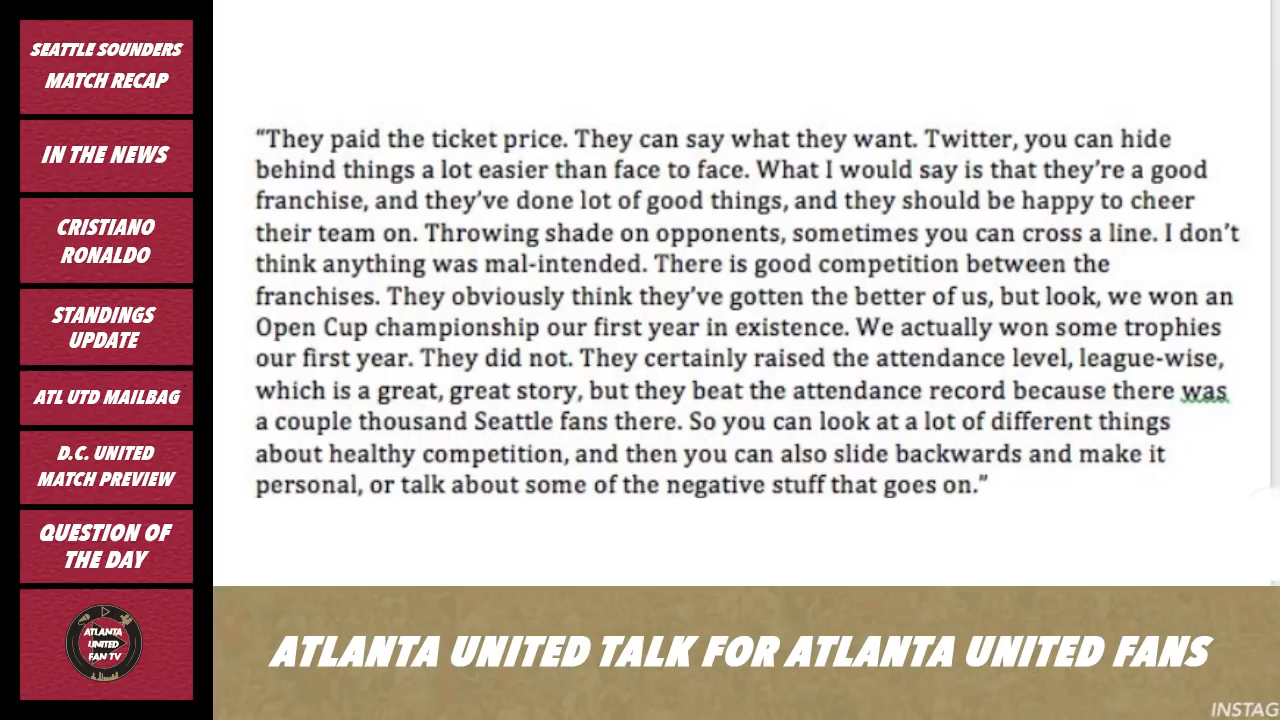 SEATTLE SOUNDERS
MATCH RECAP
IN THE NEWS
CRISTIANO
RONALDO
STANDINGS
UPDATE
ATL UTD MAILBAG
D.C. UNITED
MATCH PREVIEW
QUESTION OF
THE DAY
ATLANTA
UNITED
FAN TV
“They paid the ticket price. They can say what they want. Twitter, you can hide
behind things a lot easier than face to face. What I would say is that they’re a good
franchise, and they’ve done lot of good things, and they should be happy to cheer
their team on. Throwing shade on opponents, sometimes you can cross a line. I don’t
think anything was mal-intended. There is good competition between the
franchises. They obviously think they’ve gotten the better of us, but look, we won an
Open Cup championship our first year in existence. We actually won some trophies
our first year. They did not. They certainly raised the attendance level, league-wise,
which is a great, great story, but they beat the attendance record because there was
a couple thousand Seattle fans there. So you can look at a lot of different things
about healthy competition, and then you can also slide backwards and make it
personal, or talk about some of the negative stuff that goes on.”
ATLANTA UNITED TALK FOR ATLANTA UNITED FANS
INSTAG